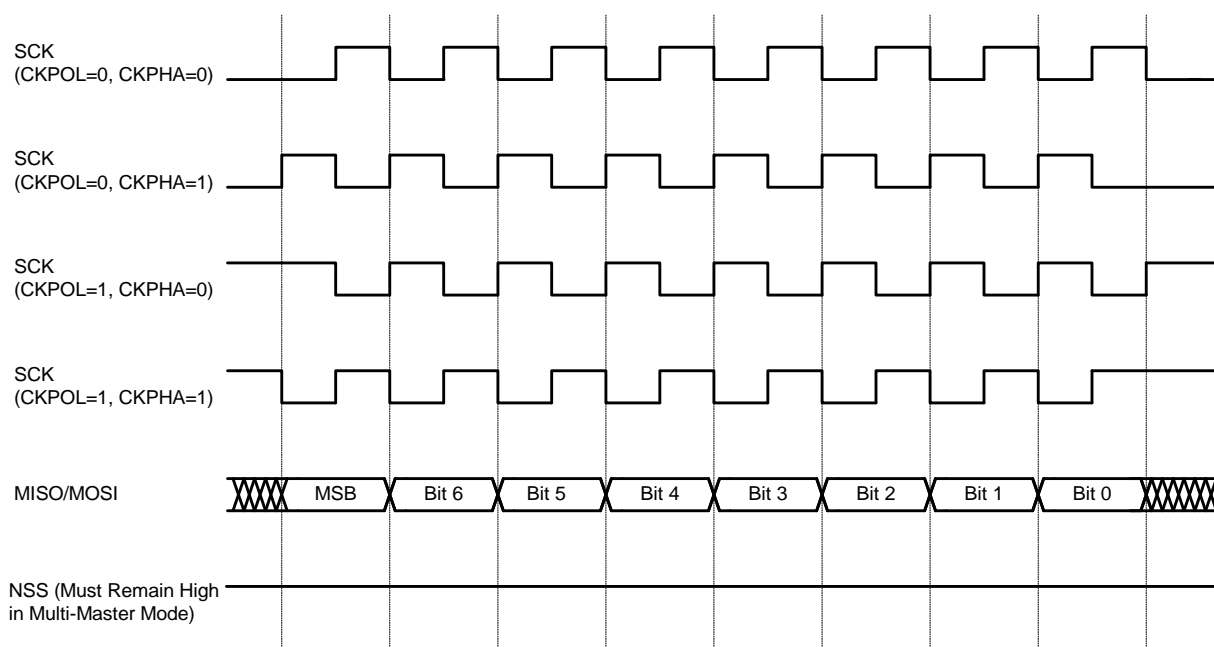 SCK
(CKPOL=0, CKPHA=0)
SCK
(CKPOL=0, CKPHA=1)
SCK
(CKPOL=1, CKPHA=0)
SCK
(CKPOL=1, CKPHA=1)
MISO/MOSI
MSB Bit 6 Bit 5 Bit 4 Bit 3 Bit 2 Bit 1 Bit 0
NSS (Must Remain High
in Multi-Master Mode)